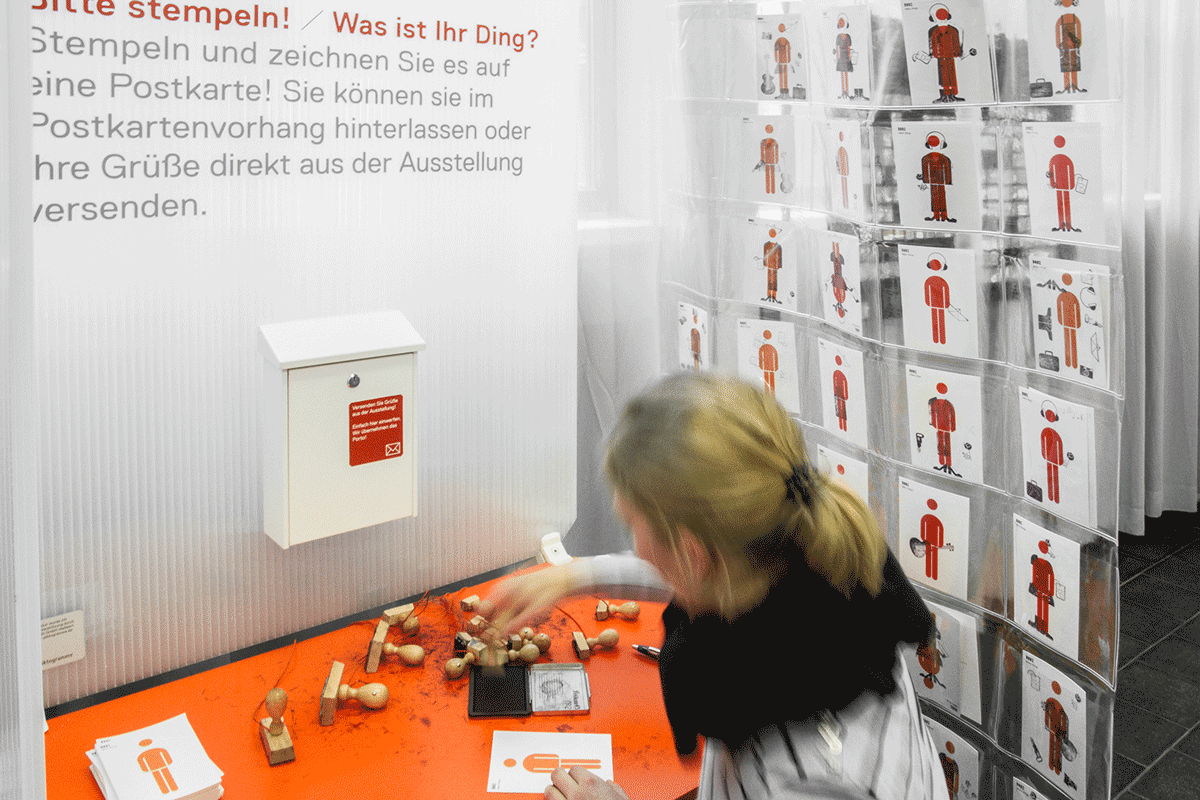 Bitte stempeln! / Was ist Ihr Ding?
Stempeln und zeichnen Sie es auf
eine Postkarte! Sie können sie im
Postkartenvorhang hinterlassen oder
Ihre Grüße direkt aus der Ausstellung
versenden.
Versenden Sie Grüße
aus der Ausstellung!
Einfach hier einwerfen.
Wir übernehmen das
Porto!